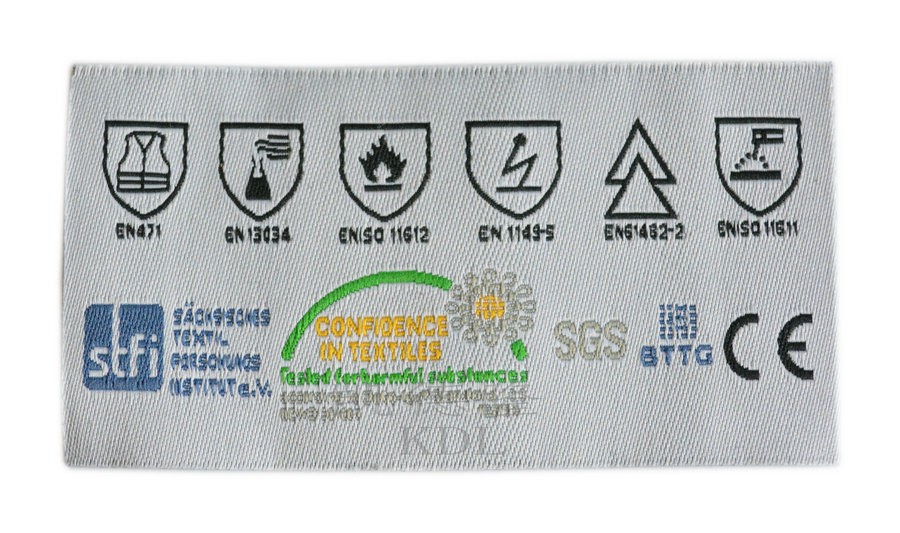 EN471
EN 13034
ENISO 11612
EN 1149-5
EN61482-2
ENISO 11611
stfi
SÄCHSISCHES
TEXTIL
FORSCHUNGS
INSTITUT e.V.
CONFIDENCE
IN TEXTILES
Tested for harmful substances
SGS
BTTG
CE
KDL